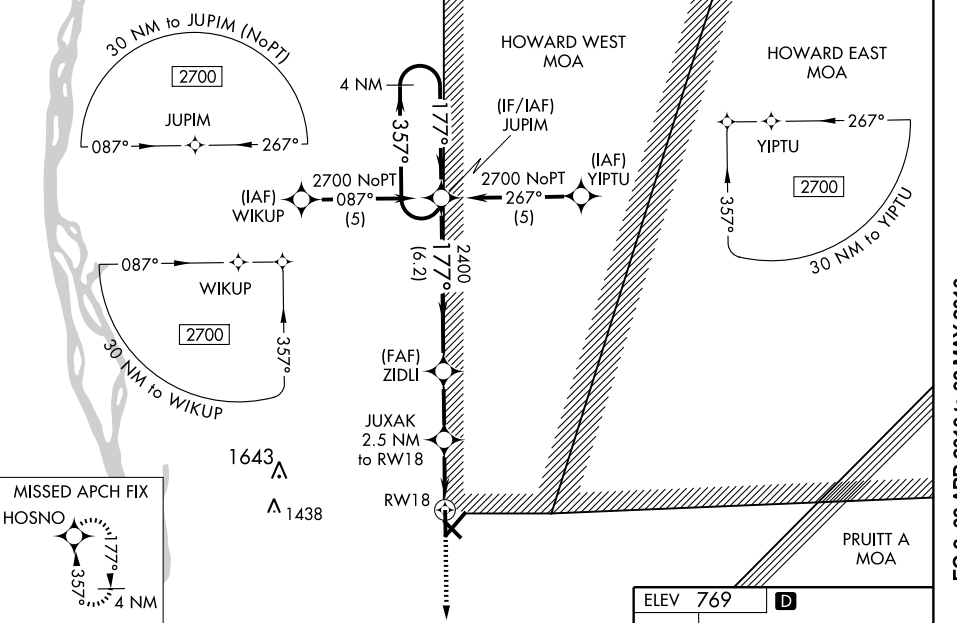 30 NM to JUPIM (NoPT)
2700
JUPIM
087°
267°
HOWARD WEST
MOA
HOWARD EAST
MOA
4 NM
177°
357°
(IF/IAF)
JUPIM
267°
YIPTU
2700
357°
30 NM to YIPTU
(IAF)
WIKUP
2700 NoPT
087°
(5)
2700 NoPT
267°
(5)
(IAF)
YIPTU
2400
177°
(6.2)
087°
WIKUP
2700
357°
30 NM to WIKUP
(FAF)
ZIDLI
JUXAK
2.5 NM
to RW18
1643
1438
RW18
MISSED APCH FIX
HOSNO
177°
357°
4 NM
PRUITT A
MOA
ELEV 769 D